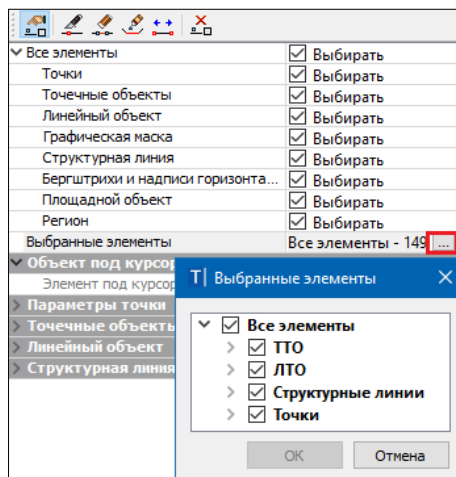 Все элементы Выбирать
Точки Выбирать
Точечные объекты Выбирать
Линейный объект Выбирать
Графическая маска Выбирать
Структурная линия Выбирать
Бергштрихи и надписи горизонта... Выбирать
Площадной объект Выбирать
Регион Выбирать
Выбранные элементы Все элементы - 149 ...
Объект под курсор
Элемент под курсор
Параметры точки
Точечные объекты
Линейный объект
Структурная линия
T Выбранные элементы
Все элементы
ТТО
ЛТО
Структурные линии
Точки
OK Отмена